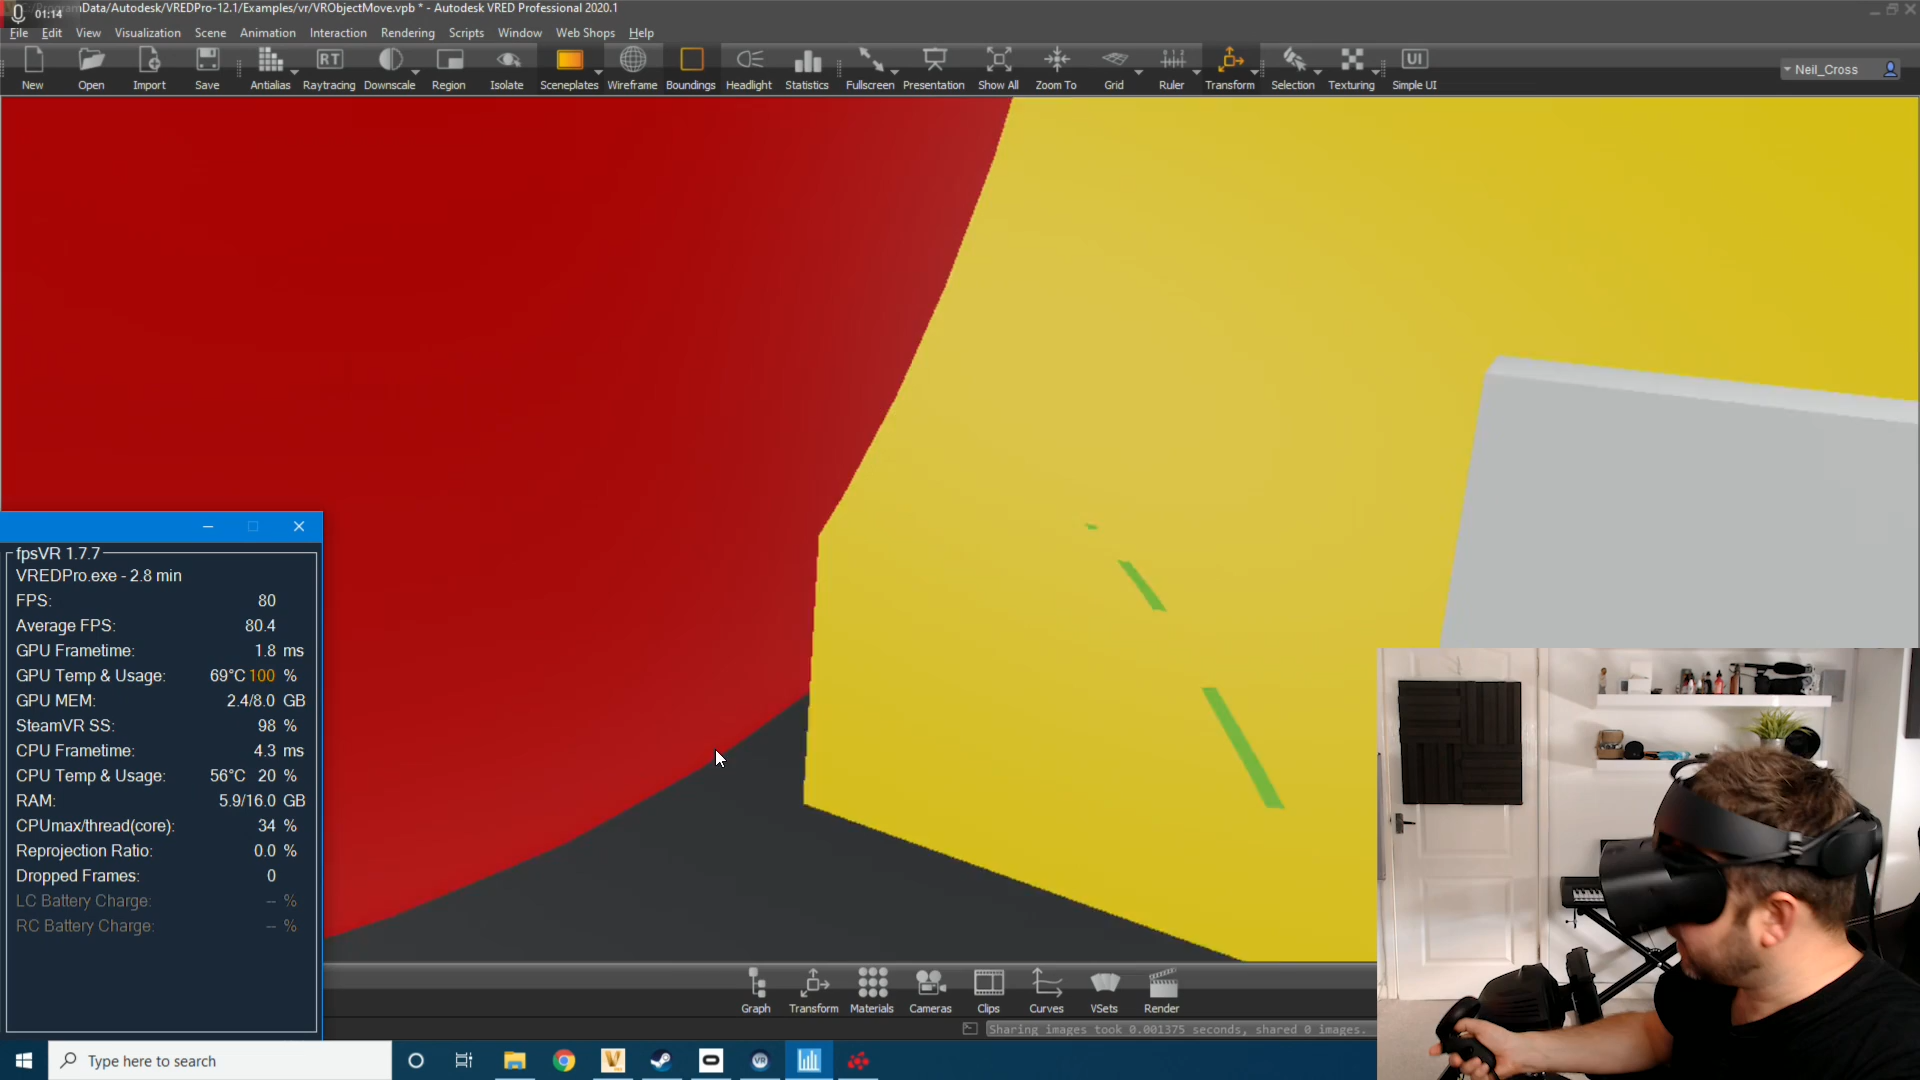 01:14
ProgramData/Autodesk/VREDPro-12.1/Examples/vr/VRObjectMove.vpb * - Autodesk VRED Professional 2020.1
File Edit View Visualization Scene Animation Interaction Rendering Scripts Window Web Shops Help
RT UI
New Open Import Save Antialias Raytracing Downscale Region Isolate Sceneplates Wireframe Boundings Headlight Statistics Fullscreen Presentation Show All Zoom To Grid Ruler Transform Selection Texturing Simple UI
Neil_Cross
fpsVR 1.7.7
VREDPro.exe - 2.8 min
FPS: 80
Average FPS: 80.4
GPU Frametime: 1.8 ms
GPU Temp & Usage: 69°C 100 %
GPU MEM: 2.4/8.0 GB
SteamVR SS: 98 %
CPU Frametime: 4.3 ms
CPU Temp & Usage: 56°C 20 %
RAM: 5.9/16.0 GB
CPUmax/thread(core): 34 %
Reprojection Ratio: 0.0 %
Dropped Frames: 0
LC Battery Charge: -- %
RC Battery Charge: -- %
Graph Transform Materials Cameras Clips Curves VSets Render
Sharing images took 0.001375 seconds, shared 0 images.
Type here to search
VR